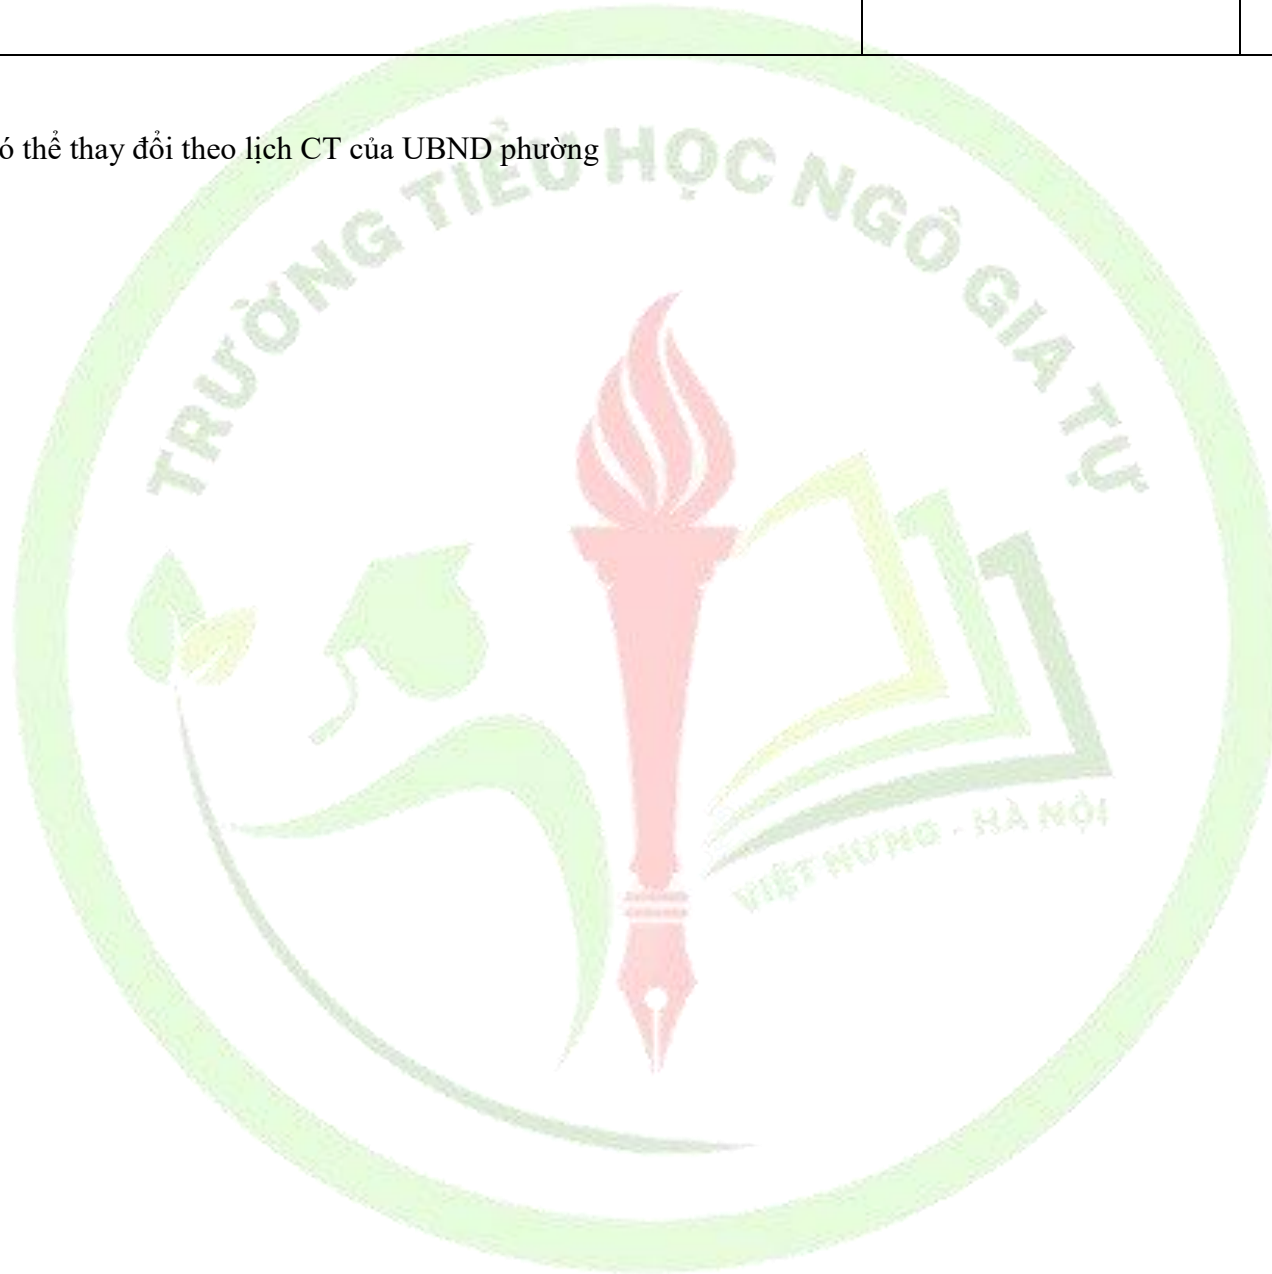 ó thể thay đổi theo lịch CT của UBND phường
TRƯỜNG TIỂU HỌC NGÔ GIA TỰ
VIỆT HƯNG - HÀ NỘI